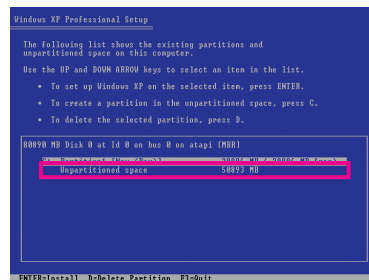 Windows XP Professional Setup
The following list shows the existing partitions and
unpartitioned space on this computer.
Use the UP and DOWN ARROW keys to select an item in the list.
• To set up Windows XP on the selected item, press ENTER.
• To create a partition in the unpartitioned space, press C.
• To delete the selected partition, press D.
80890 MB Disk 0 at Id 0 on bus 0 on atapi [MBR]
Unpartitioned space 50893 MB
ENTER=Install D=Delete Partition F3=Quit